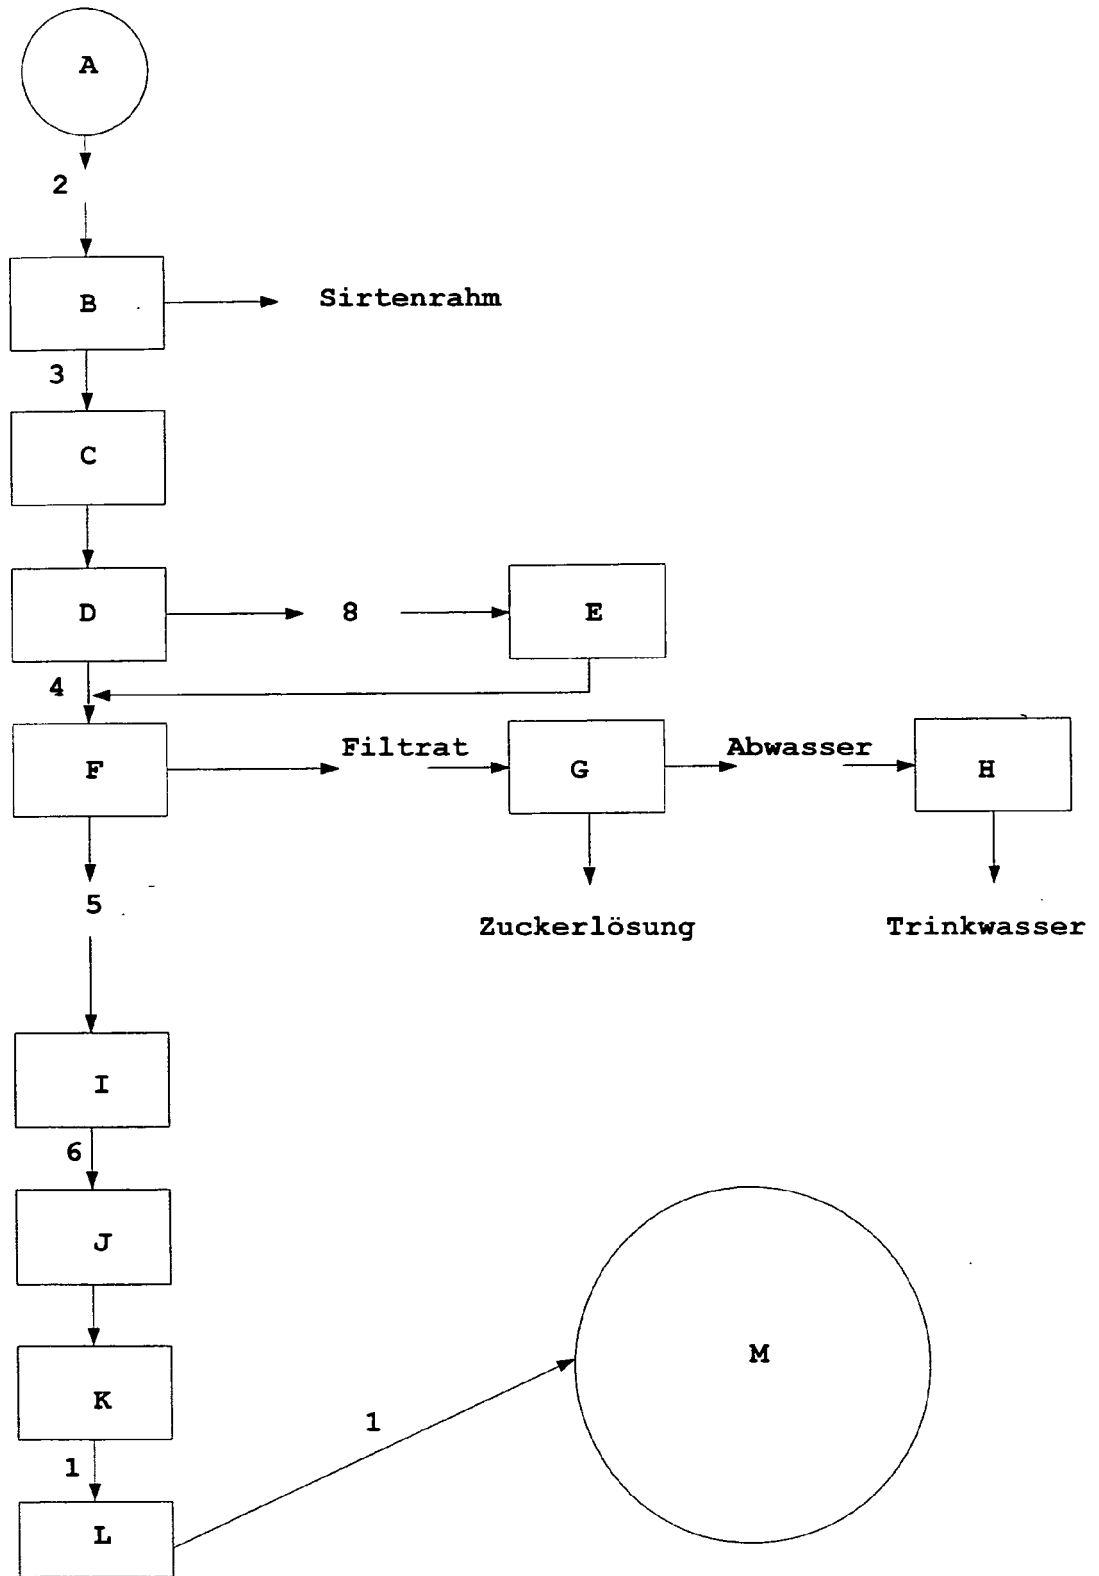 A
2
B
Sirtenrahm
3
C
D
8
E
4
F
Filtrat
G
Abwasser
H
5
Zuckerlösung
Trinkwasser
I
6
J
K
M
1
1
L